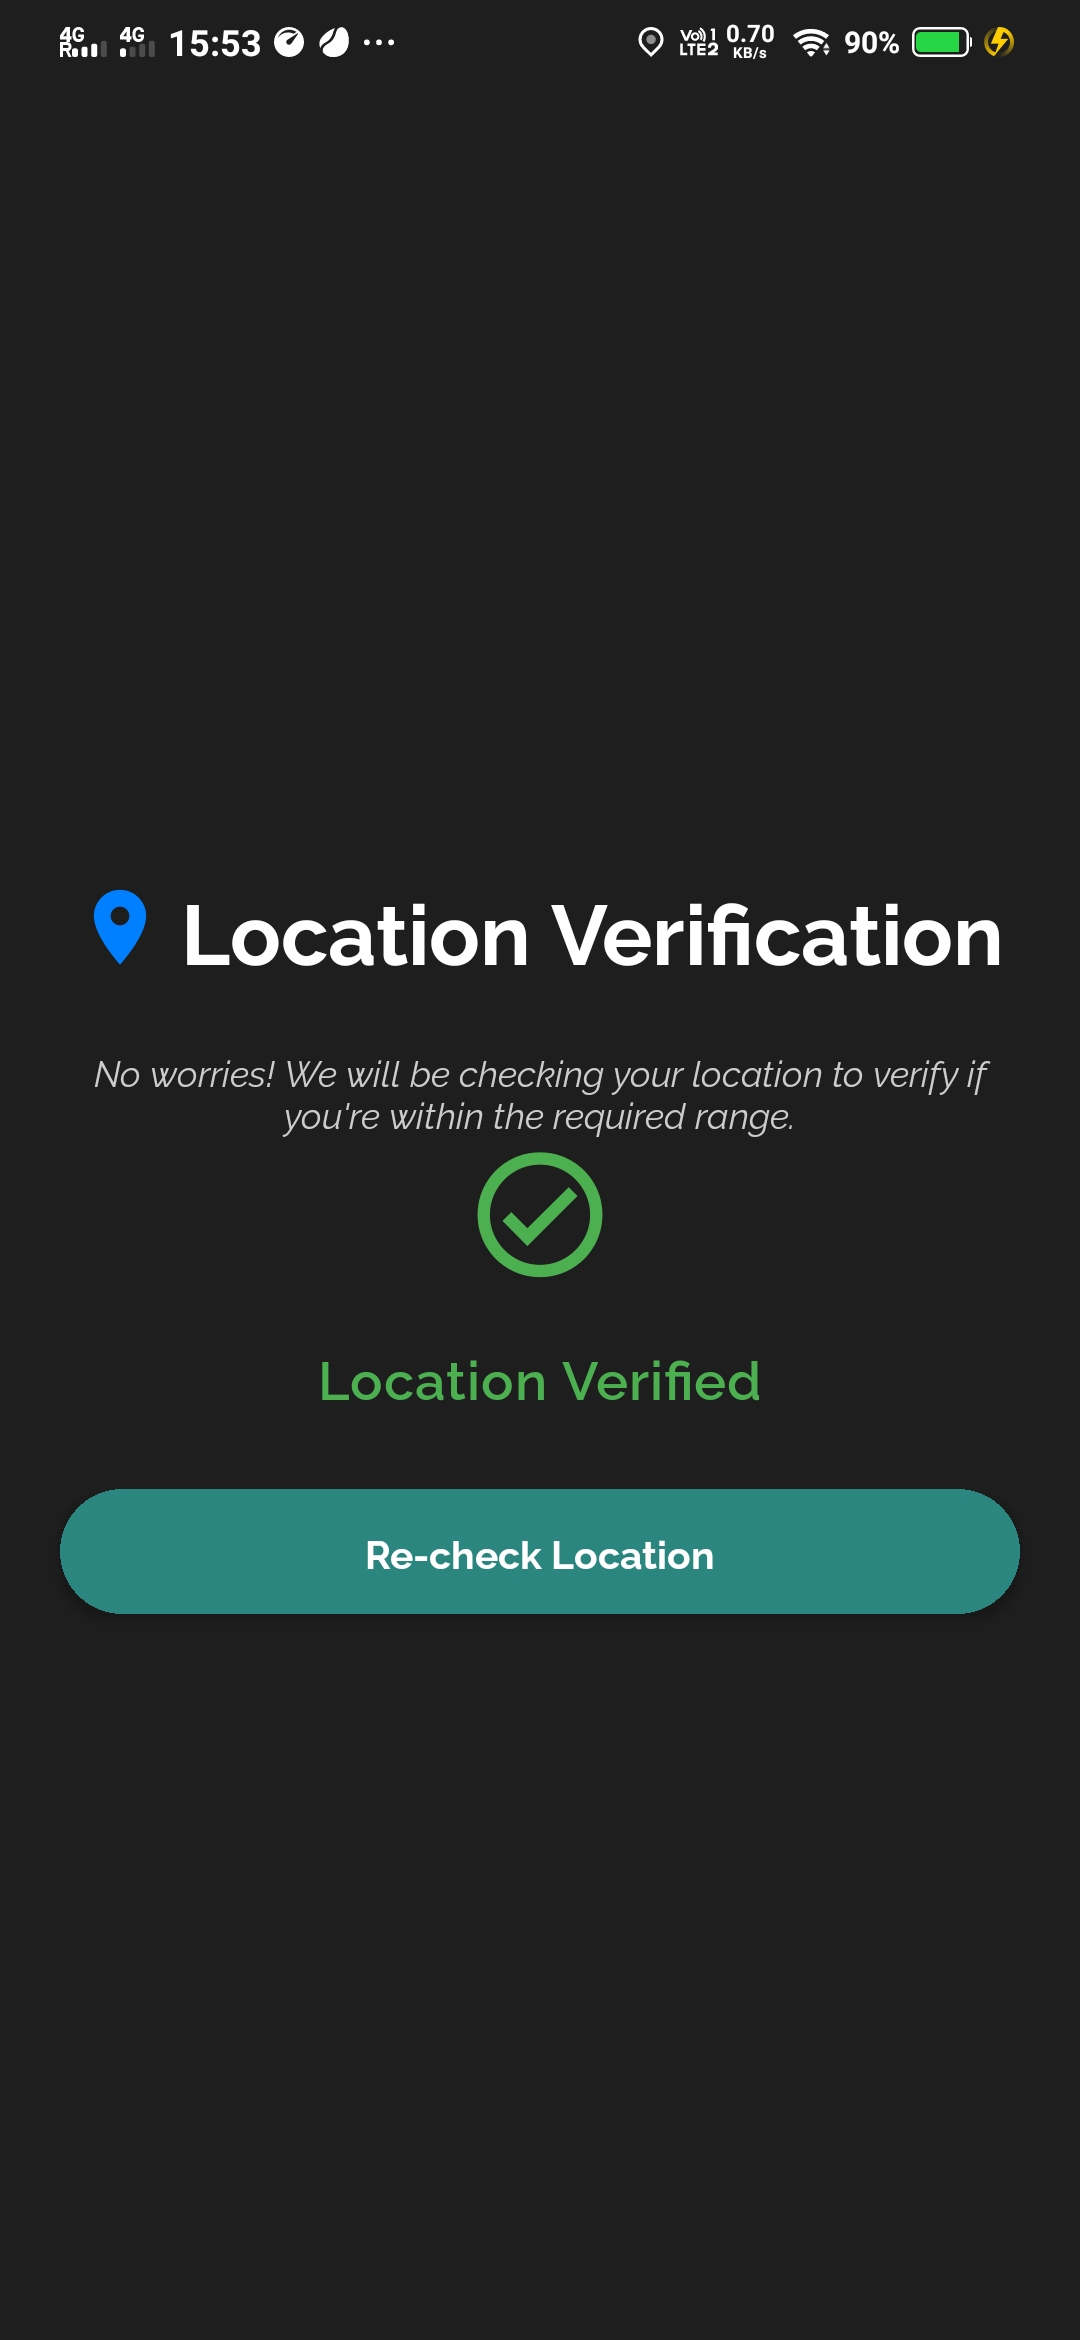 4G R 4G 15:53 ... Vo) 1 LTE2 0.70 KB/s 90%
Location Verification
No worries! We will be checking your location to verify if
you're within the required range.
Location Verified
Re-check Location